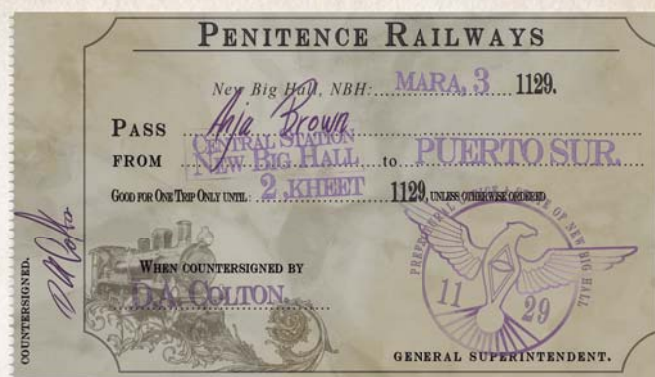 PENITENCE RAILWAYS
New Big Hall, NBH: MARA, 3 1129.
PASS Anja Brown
CENTRAL STATION
FROM NEW BIG HALL to PUERTO SUR.
GOOD FOR ONE TRIP ONLY UNTIL: 2, KHEET 1129, UNLESS OTHERWISE ORDERED.
WHEN COUNTERSIGNED BY
D.A. COLTON.
COUNTERSIGNED.
OF NEW BIG HALL
11 29
GENERAL SUPERINTENDENT.